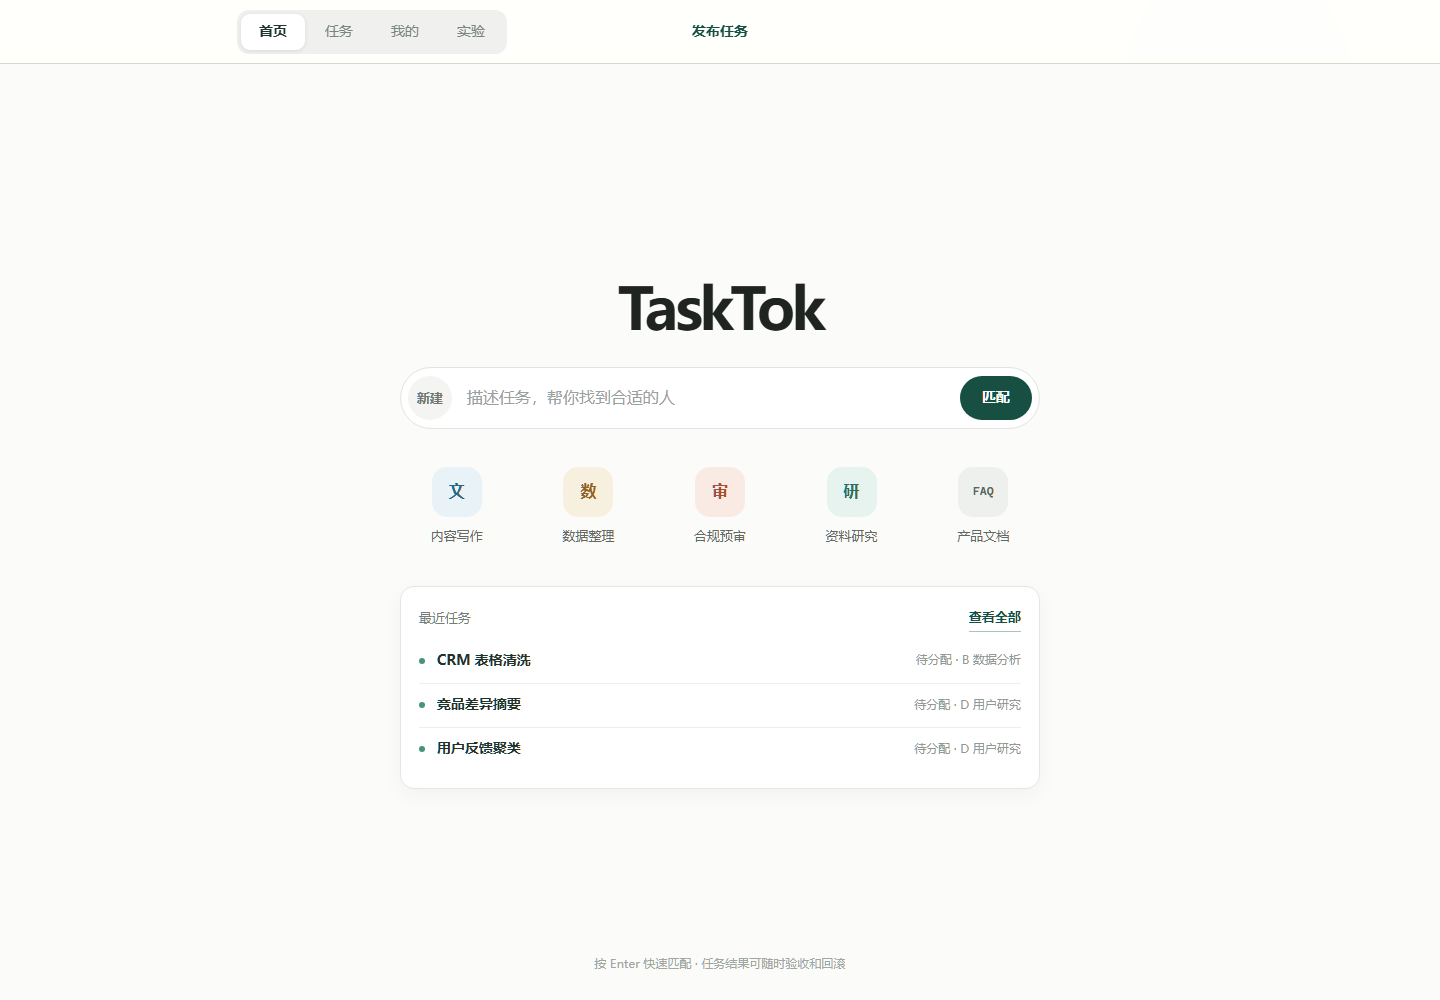 首页 任务 我的 实验 发布任务
TaskTok
新建 描述任务，帮你找到合适的人 匹配
文 数 审 研 FAQ
内容写作 数据整理 合规预审 资料研究 产品文档
最近任务 查看全部
CRM 表格清洗 待分配 · B 数据分析
竞品差异摘要 待分配 · D 用户研究
用户反馈聚类 待分配 · D 用户研究
按 Enter 快速匹配 · 任务结果可随时验收和回滚